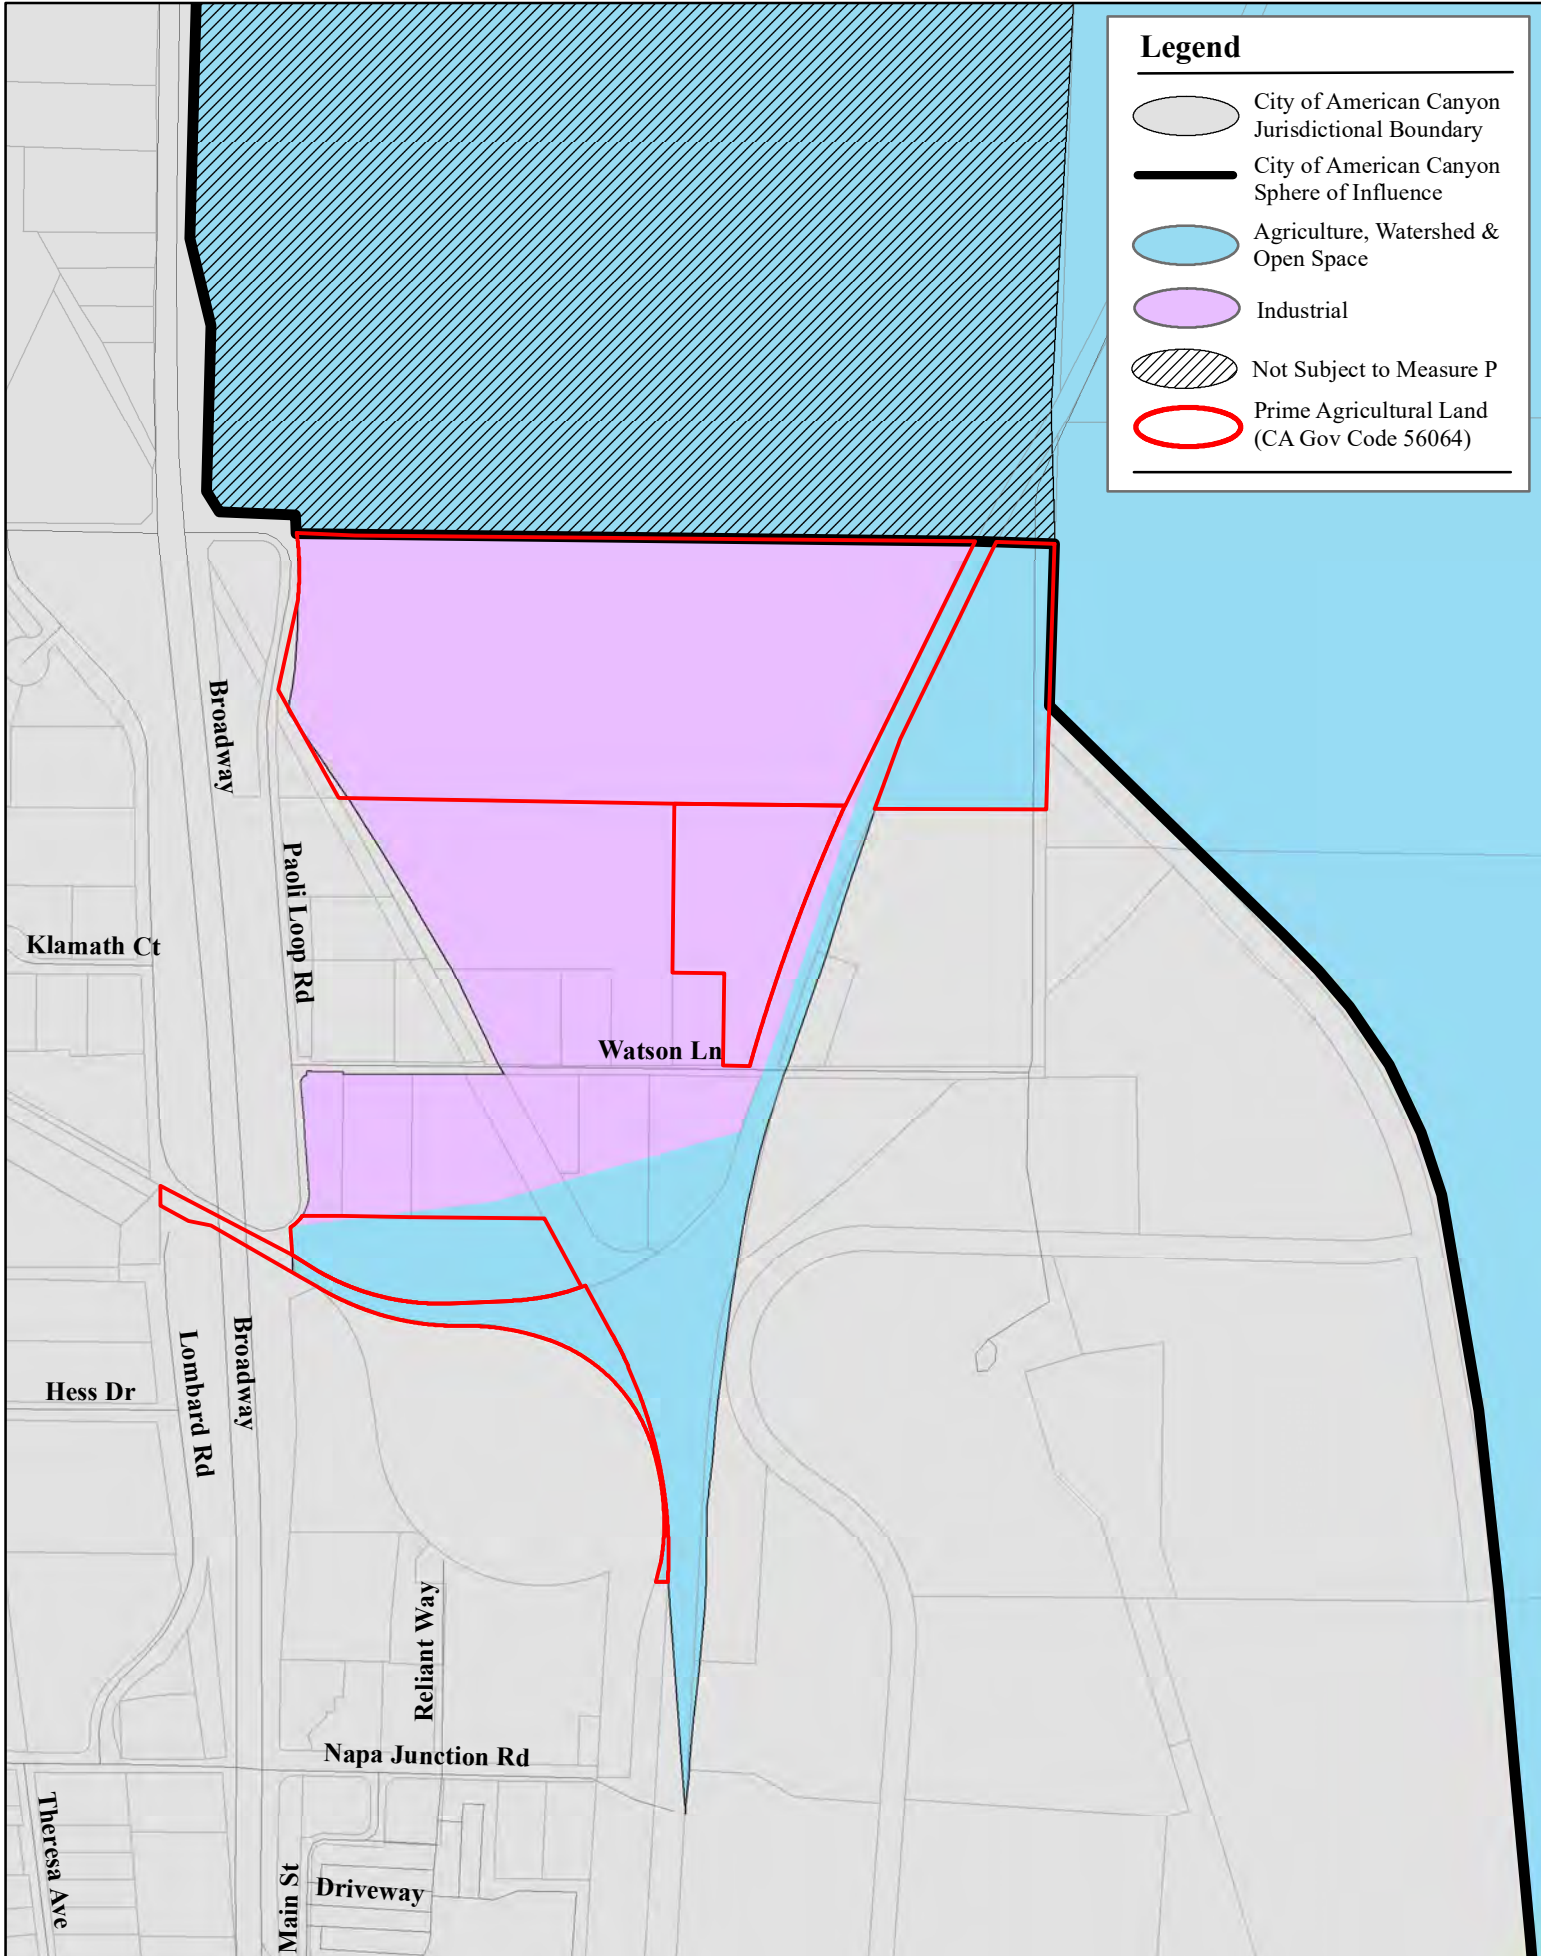 Legend
City of American Canyon
Jurisdictional Boundary
City of American Canyon
Sphere of Influence
Agriculture, Watershed &
Open Space
Industrial
Not Subject to Measure P
Prime Agricultural Land
(CA Gov Code 56064)
Broadway
Paoli Loop Rd
Klamath Ct
Watson Ln
Broadway
Lombard Rd
Hess Dr
Reliant Way
Napa Junction Rd
Theresa Ave
Main St
Driveway